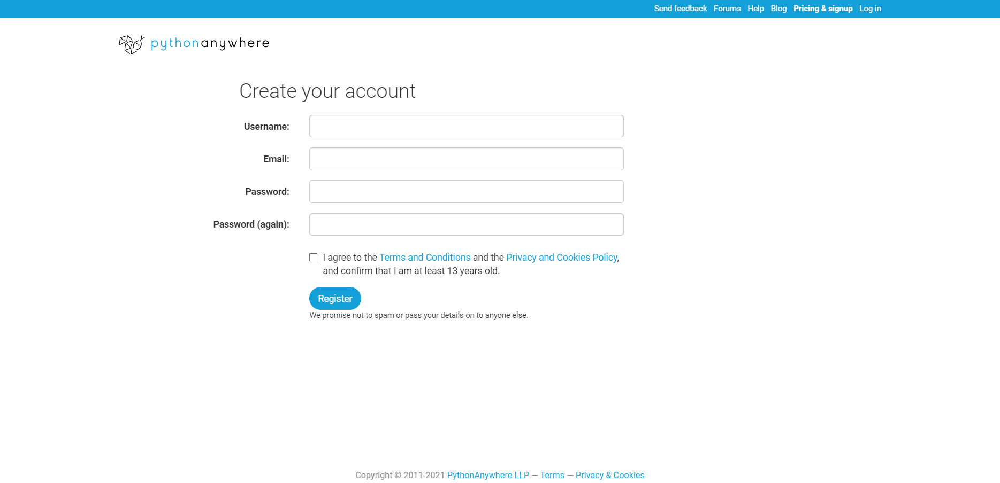 Send feedback Forums Help Blog Pricing & signup Log in
pythonanywhere
Create your account
Username:
Email:
Password:
Password (again):
I agree to the Terms and Conditions and the Privacy and Cookies Policy,
and confirm that I am at least 13 years old.
Register
We promise not to spam or pass your details on to anyone else.
Copyright © 2011-2021 PythonAnywhere LLP — Terms — Privacy & Cookies